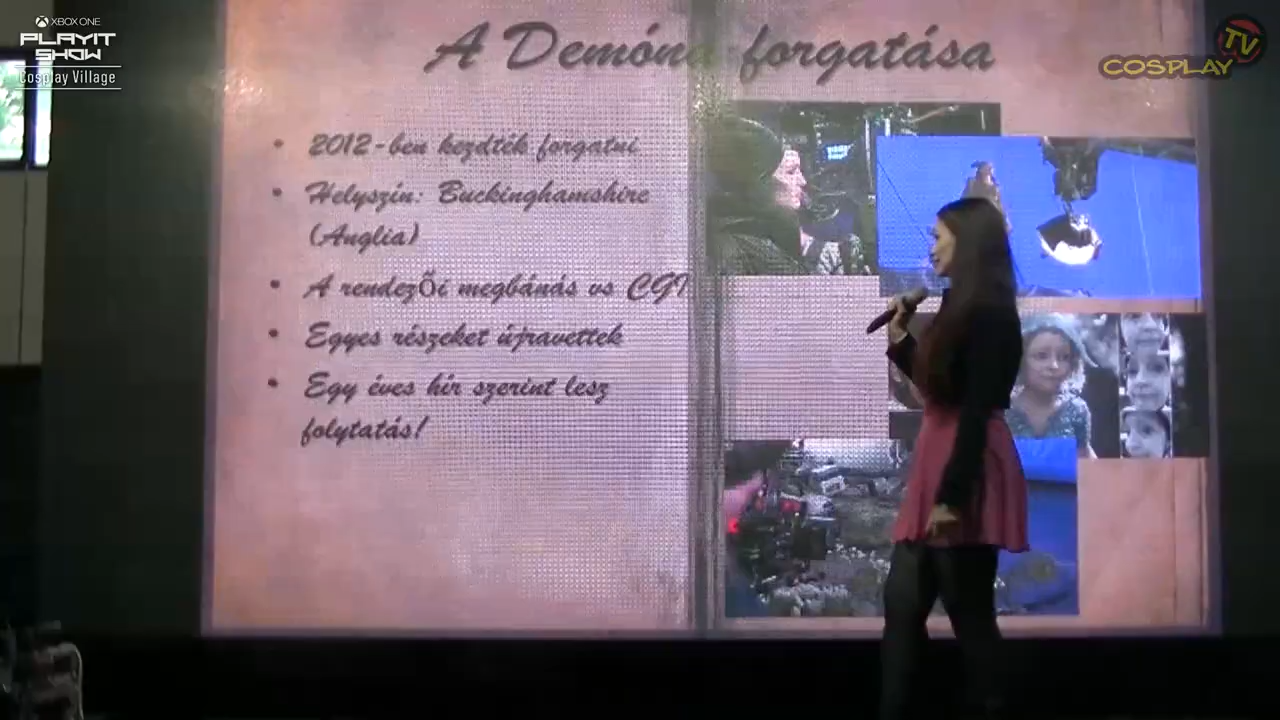 XBOX ONE
PLAYIT
SHOW
Cosplay Village
TV
COSPLAY
A Demóna forgatása
• 2012-ben kezdték forgatni
• Helyszín: Buckinghamshire
(Anglia)
• A rendezői megbánás vs CGI
• Egyes részeket újravettek
• Egy éves hír szerint lesz
folytatás!